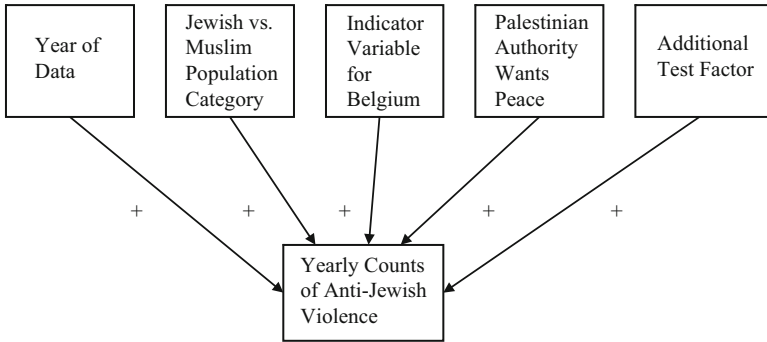 Year of
Data
Jewish vs.
Muslim
Population
Category
Indicator
Variable
for
Belgium
Palestinian
Authority
Wants
Peace
Additional
Test Factor
+ + + + +
Yearly Counts
of Anti-Jewish
Violence